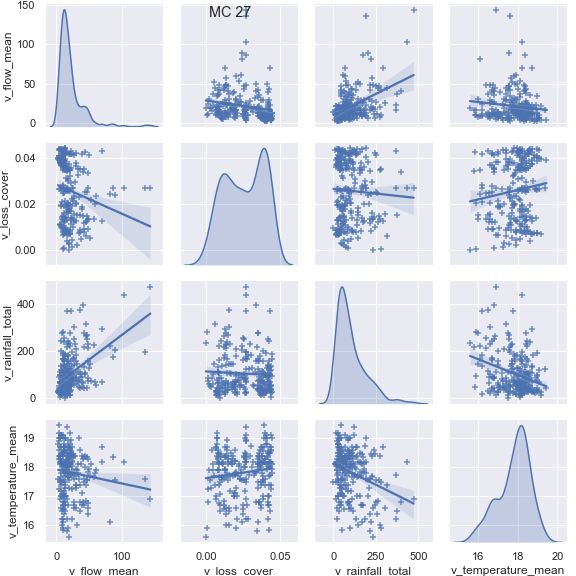 MC 27
v_flow_mean
150
100
50
0
v_loss_cover
0.04
0.02
0.00
v_rainfall_total
400
200
0
v_temperature_mean
19
18
17
16
0 100
v_flow_mean
0.00 0.05
v_loss_cover
0 250 500
v_rainfall_total
16 18 20
v_temperature_mean